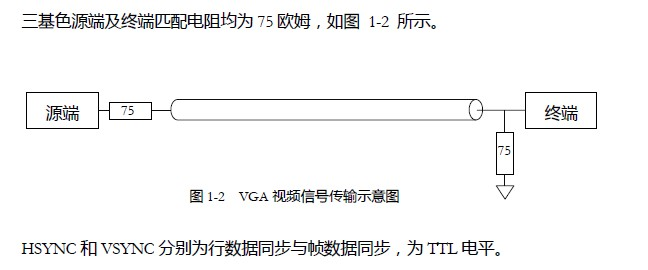 三基色源端及终端匹配电阻均为 75 欧姆，如图 1-2 所示。
源端
75
终端
75
图 1-2 VGA 视频信号传输示意图
HSYNC 和 VSYNC 分别为行数据同步与帧数据同步，为 TTL 电平。